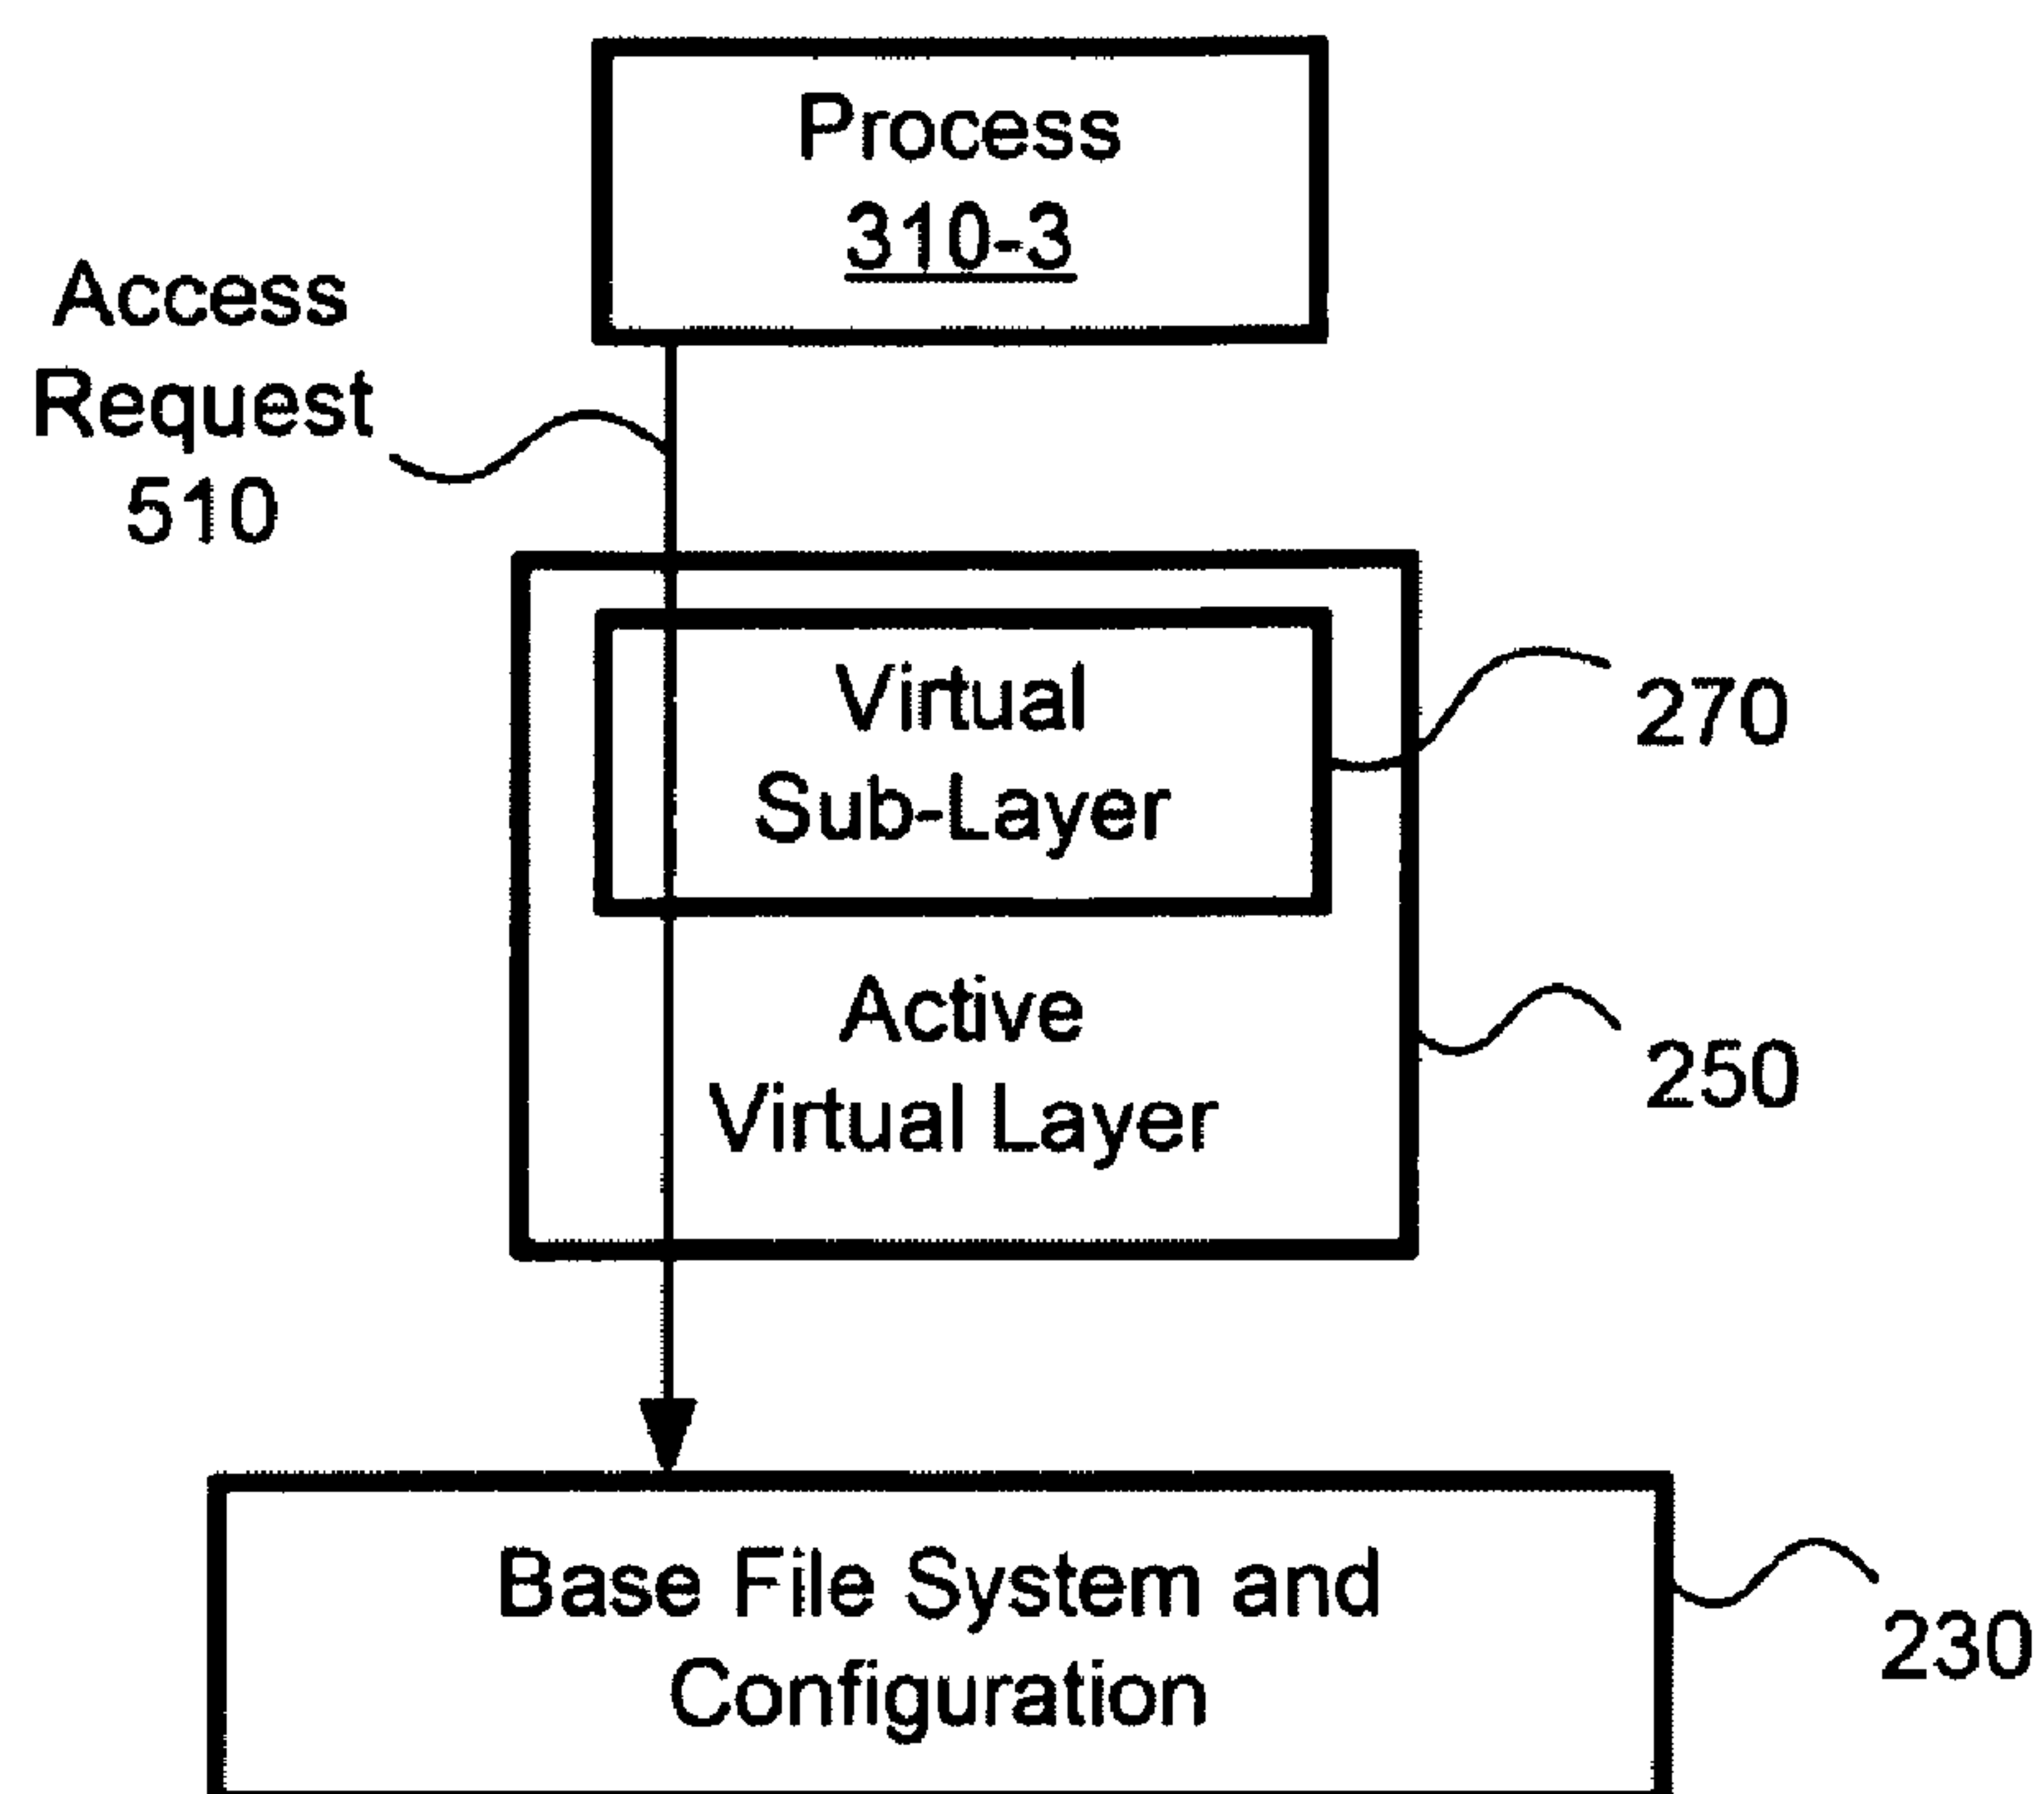 Process
310-3
Access
Request
510
Virtual
Sub-Layer
270
Active
Virtual Layer
250
Base File System and
Configuration
230